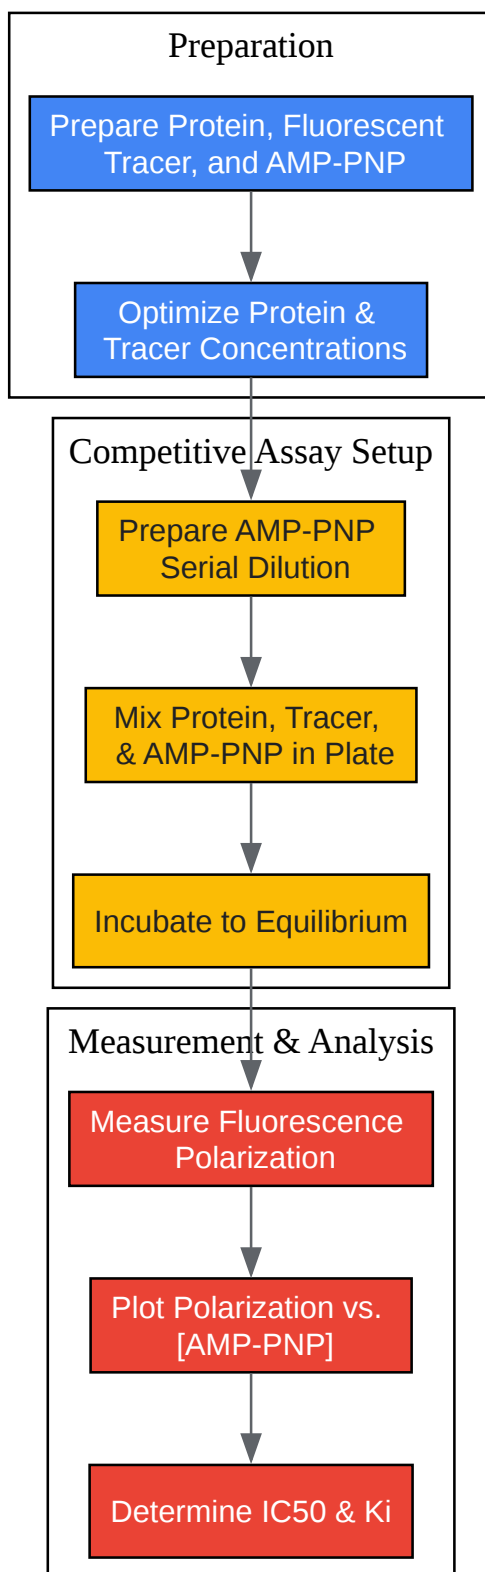 Preparation
Prepare Protein, Fluorescent
Tracer, and AMP-PNP
Optimize Protein &
Tracer Concentrations
Competitive Assay Setup
Prepare AMP-PNP
Serial Dilution
Mix Protein, Tracer,
& AMP-PNP in Plate
Incubate to Equilibrium
Measurement & Analysis
Measure Fluorescence
Polarization
Plot Polarization vs.
[AMP-PNP]
Determine IC50 & Ki